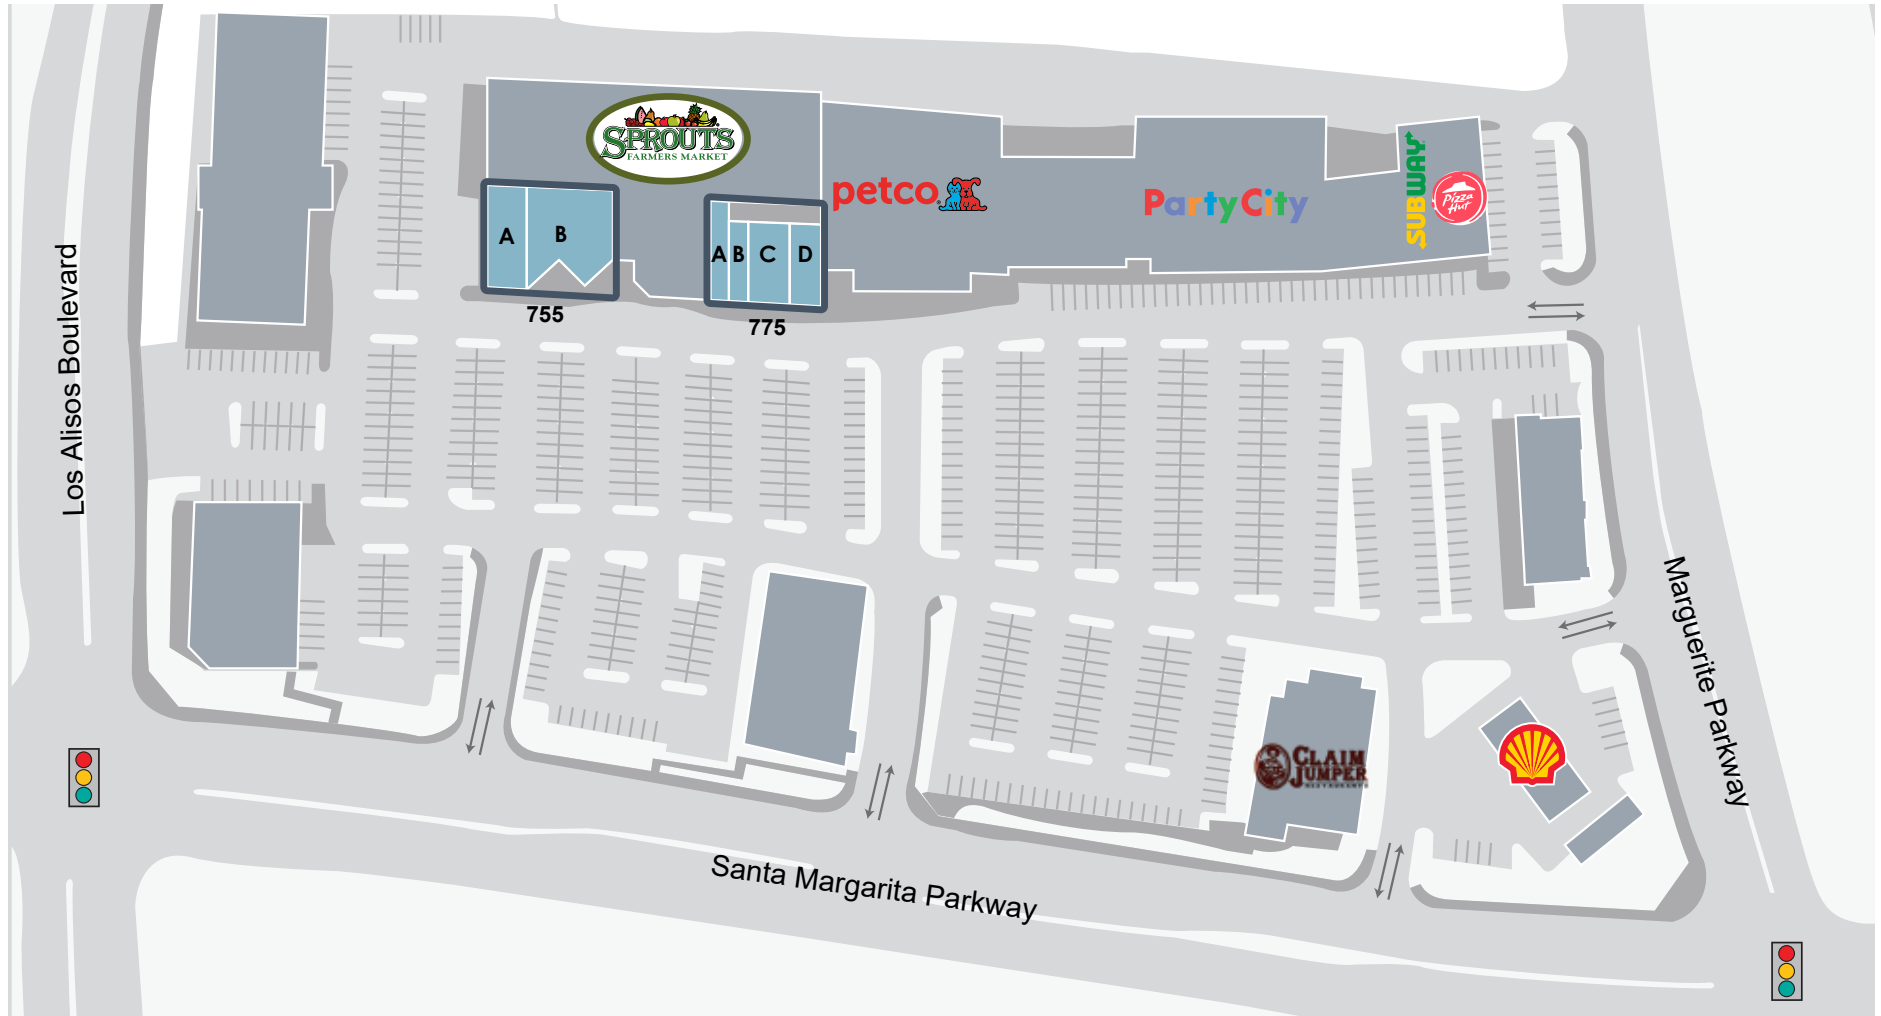 SPROUTS
FARMERS MARKET
petco
Party City
SUBWAY
Pizza
Hut
A
B
A
B
C
D
755
775
Los Alisos Boulevard
Marguerite Parkway
CLAIM
JUMPER
Santa Margarita Parkway